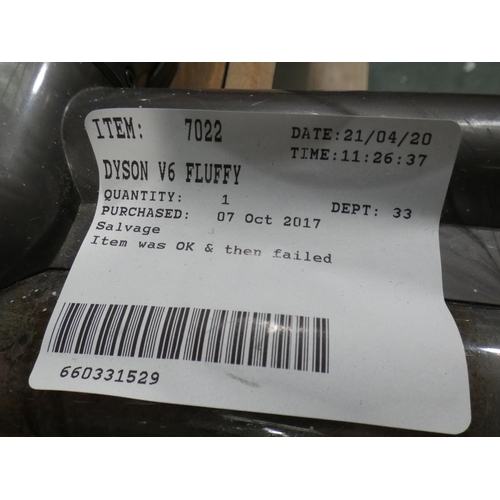 ITEM: 7022 DATE:21/04/20
TIME:11:26:37
DYSON V6 FLUFFY
QUANTITY: 1 DEPT: 33
PURCHASED: 07 Oct 2017
Salvage
Item was OK & then failed
660331529